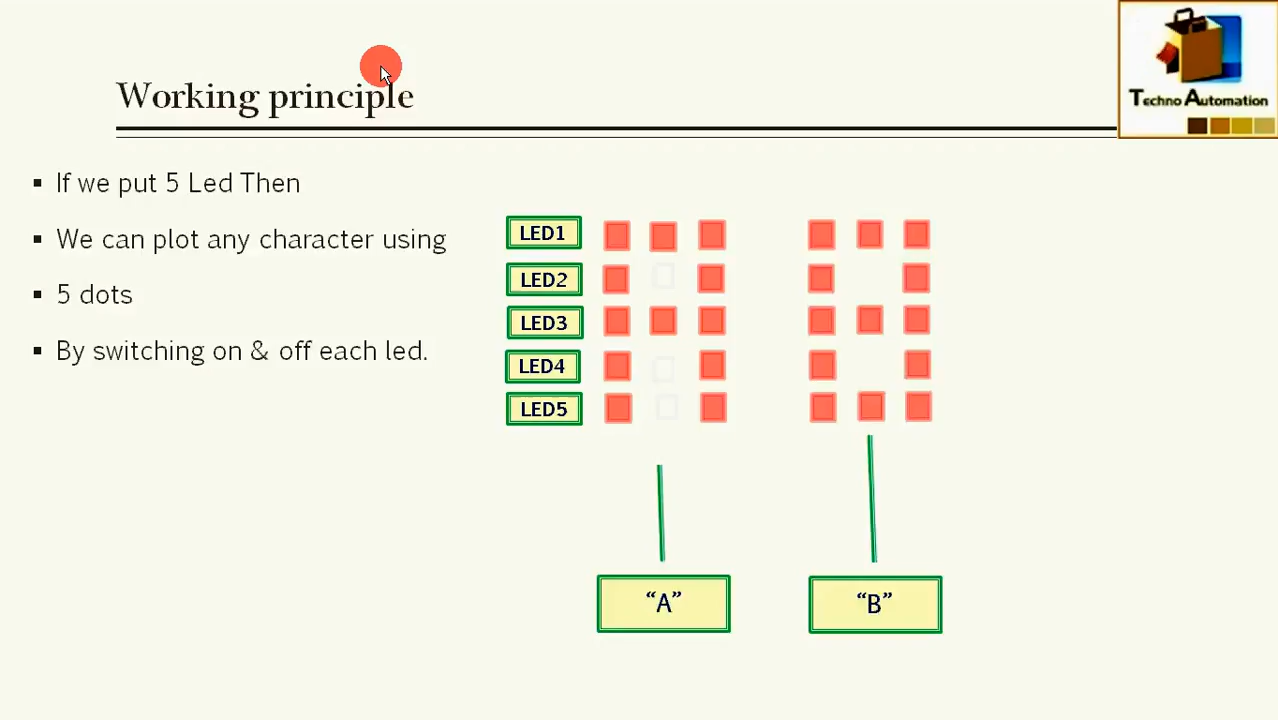 Working principle
Techno Automation
If we put 5 Led Then
We can plot any character using
5 dots
By switching on & off each led.
LED1
LED2
LED3
LED4
LED5
“A”
“B”